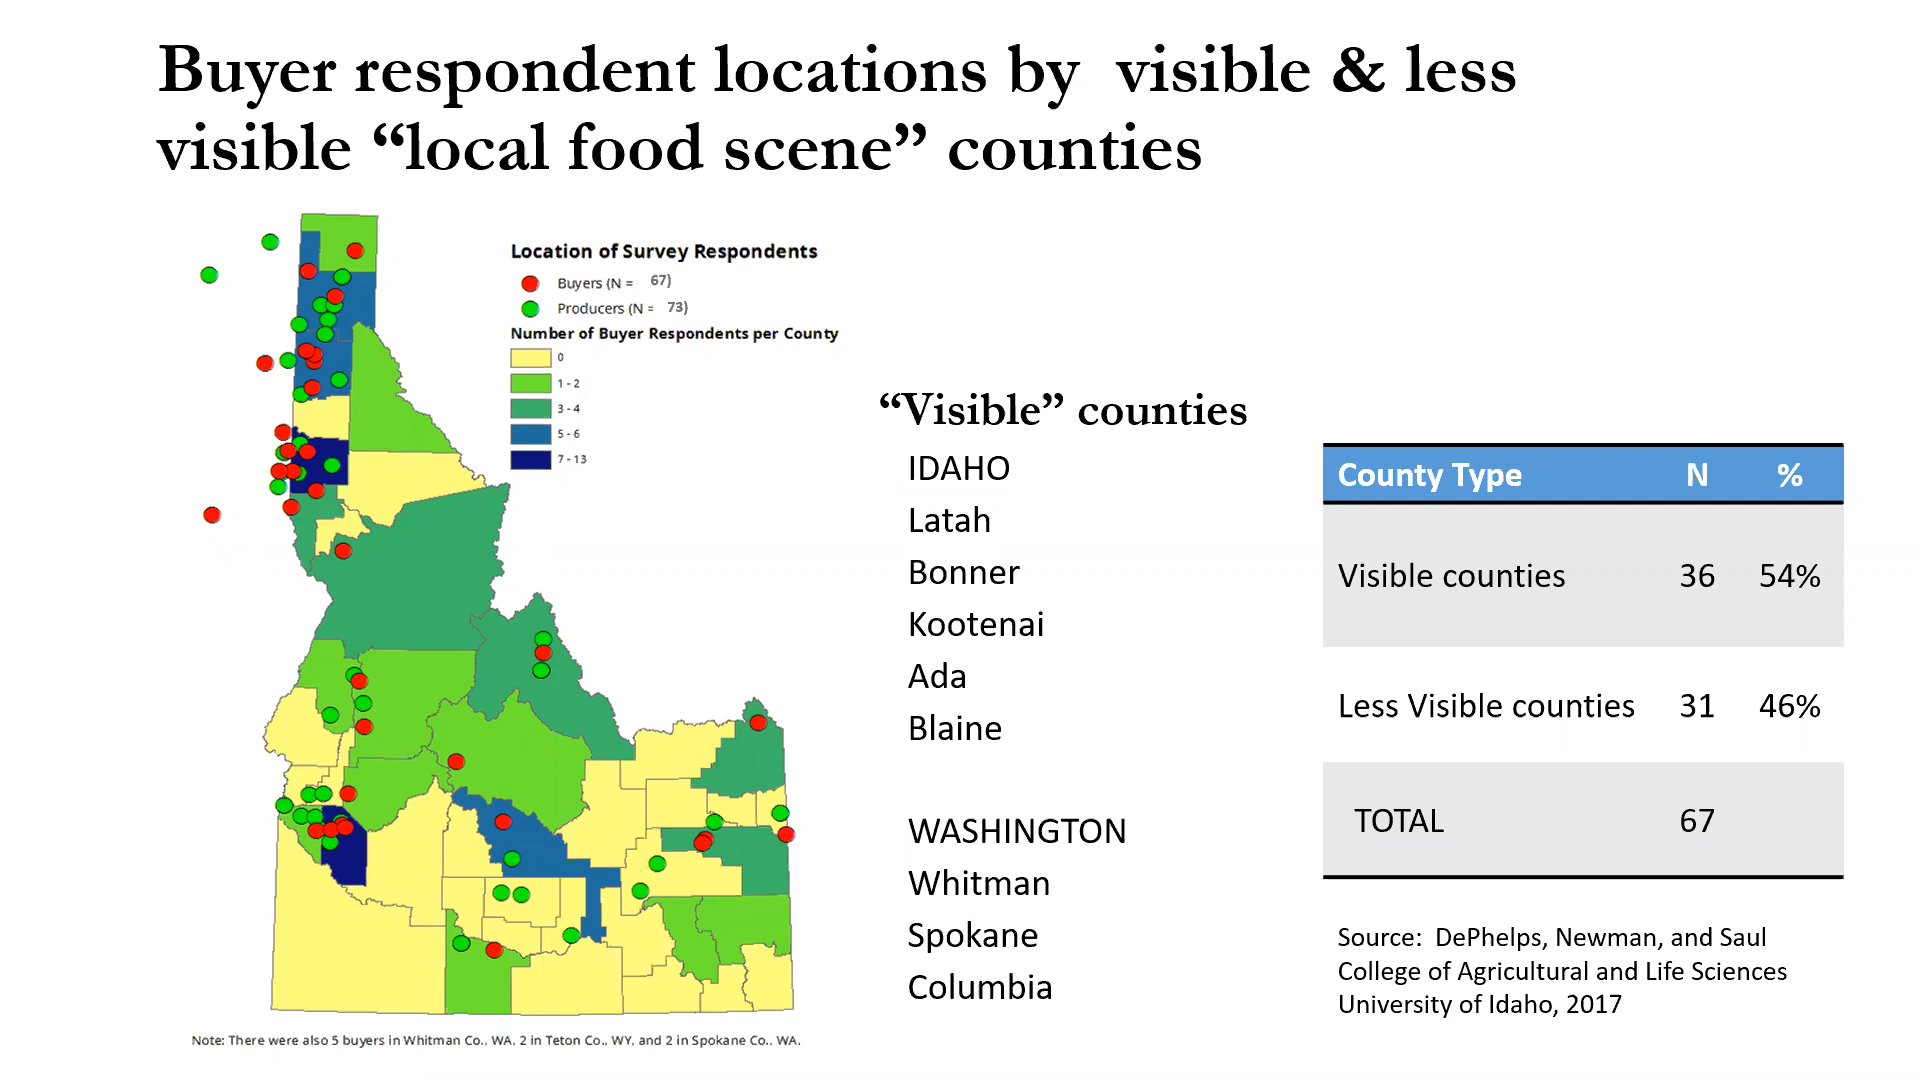 Buyer respondent locations by  visible & less
visible “local food scene” counties
Location of Survey Respondents
Buyers (N = 67)
Producers (N = 73)
Number of Buyer Respondents per County
0
1 - 2
3 - 4
5 - 6
7 - 13
Note: There were also 5 buyers in Whitman Co., WA, 2 in Teton Co., WY, and 2 in Spokane Co., WA.
“Visible” counties
IDAHO
Latah
Bonner
Kootenai
Ada
Blaine
WASHINGTON
Whitman
Spokane
Columbia
County Type N %
Visible counties 36 54%
Less Visible counties 31 46%
TOTAL 67
Source:  DePhelps, Newman, and Saul
College of Agricultural and Life Sciences
University of Idaho, 2017